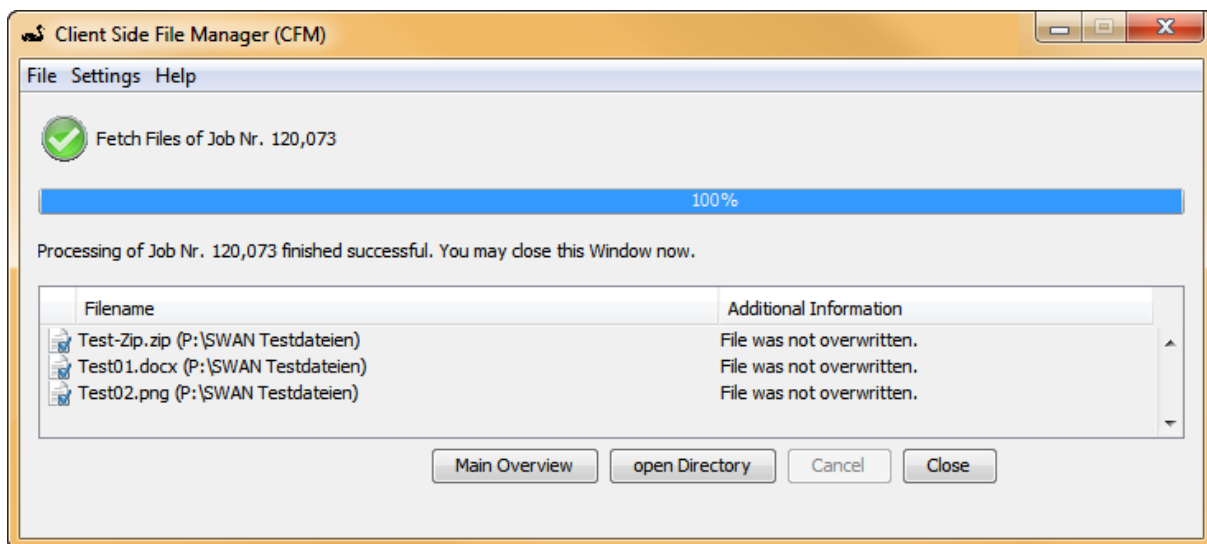 Client Side File Manager (CFM)
File Settings Help
Fetch Files of Job Nr. 120,073
100%
Processing of Job Nr. 120,073 finished successful. You may close this Window now.
Filename Additional Information
Test-Zip.zip (P:\SWAN Testdateien) File was not overwritten.
Test01.docx (P:\SWAN Testdateien) File was not overwritten.
Test02.png (P:\SWAN Testdateien) File was not overwritten.
Main Overview open Directory Cancel Close